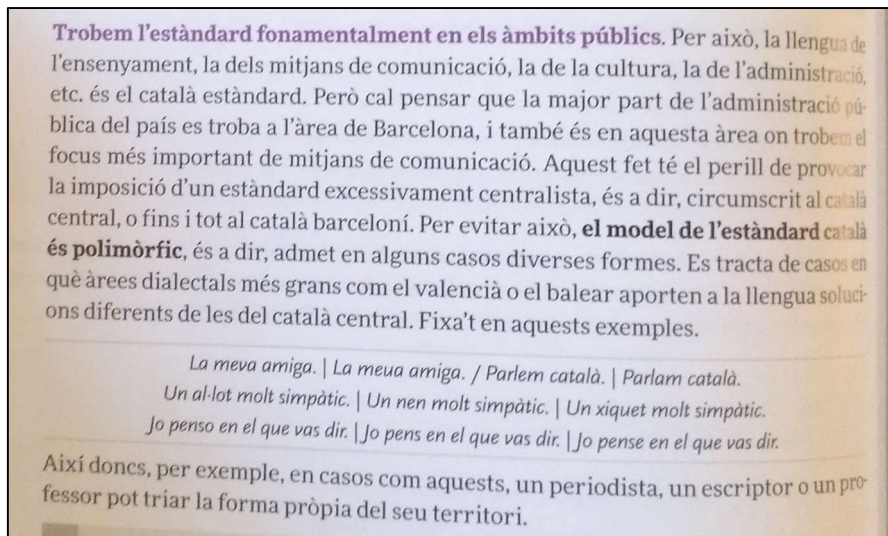 Trobem l'estàndard fonamentalment en els àmbits públics. Per això, la llengua de
l'ensenyament, la dels mitjans de comunicació, la de la cultura, la de l'administració,
etc. és el català estàndard. Però cal pensar que la major part de l'administració pú-
blica del país es troba a l'àrea de Barcelona, i també és en aquesta àrea on trobem el
focus més important de mitjans de comunicació. Aquest fet té el perill de provocar
la imposició d'un estàndard excessivament centralista, és a dir, circumscrit al català
central, o fins i tot al català barceloní. Per evitar això, el model de l'estàndard català
és polimòrfic, és a dir, admet en alguns casos diverses formes. Es tracta de casos en
què àrees dialectals més grans com el valencià o el balear aporten a la llengua soluci-
ons diferents de les del català central. Fixa't en aquests exemples.
La meva amiga. | La meua amiga. / Parlem català. | Parlam català.
Un al·lot molt simpàtic. | Un nen molt simpàtic. | Un xiquet molt simpàtic.
Jo penso en el que vas dir. | Jo pens en el que vas dir. | Jo pense en el que vas dir.
Així doncs, per exemple, en casos com aquests, un periodista, un escriptor o un pro-
fessor pot triar la forma pròpia del seu territori.